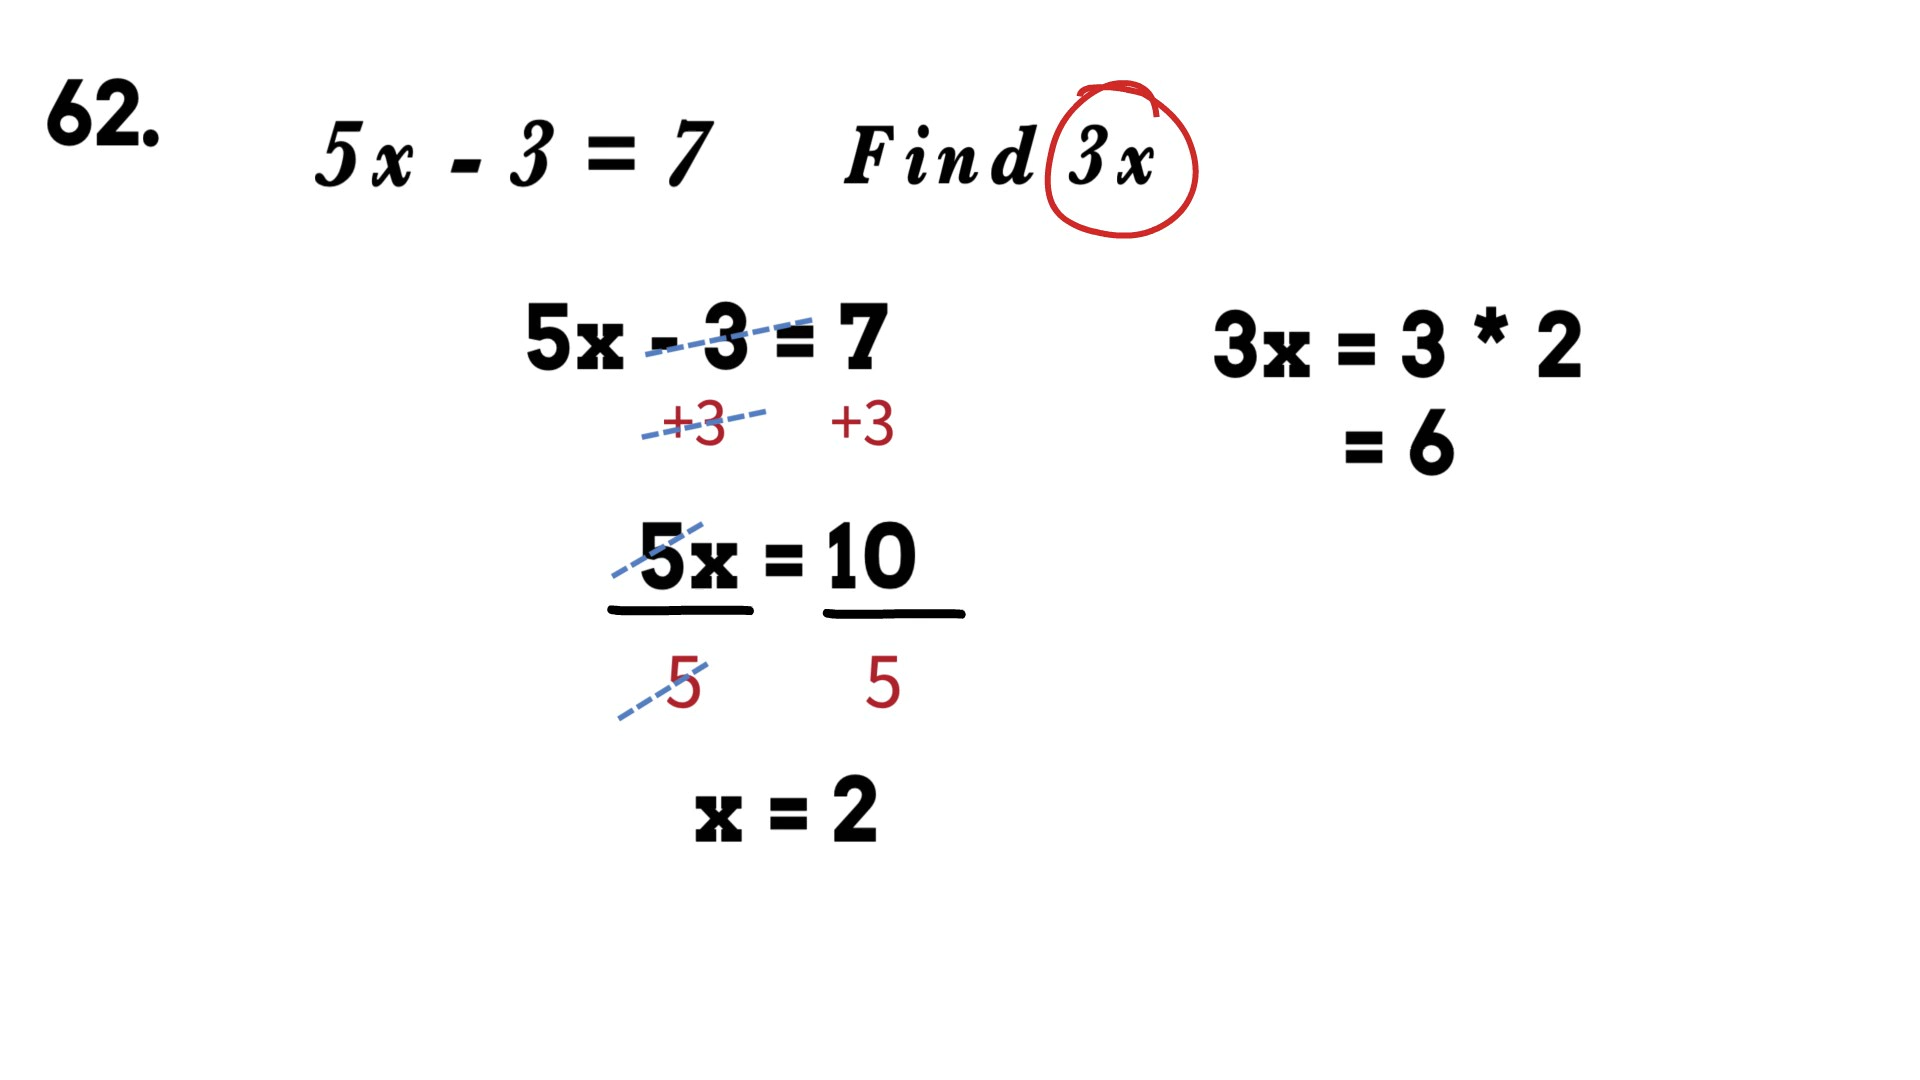 62.
5x - 3 = 7 Find 3x
5x - 3 = 7
+3 +3
5x = 10
5 5
x = 2
3x = 3 * 2
= 6